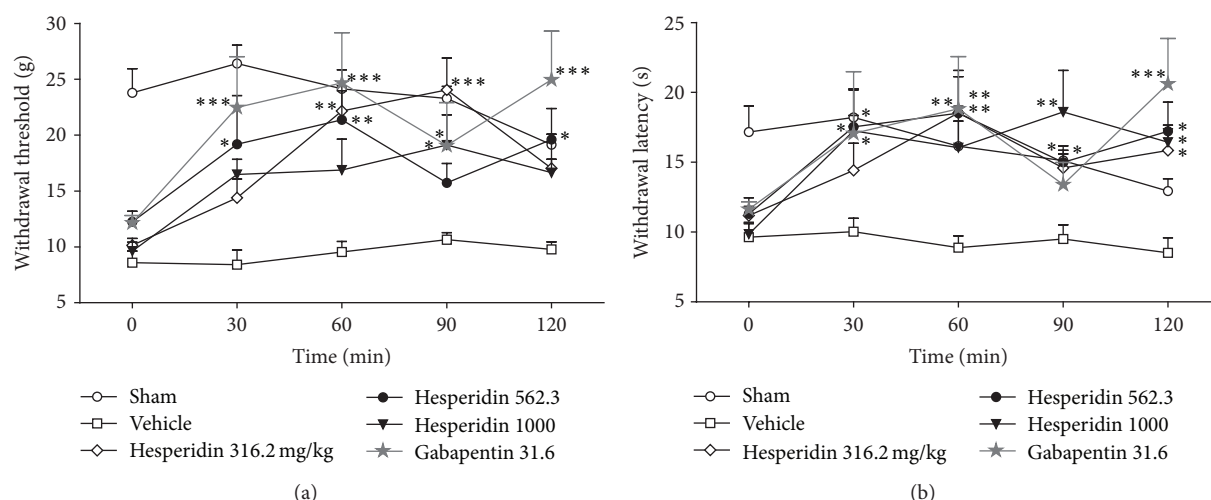 30
25
20
15
10
5
Withdrawal threshold (g)
0 30 60 90 120
Time (min)
***
*
***
**
**
***
*
*
***
*
Sham
Vehicle
Hesperidin 316.2 mg/kg
Hesperidin 562.3
Hesperidin 1000
Gabapentin 31.6
(a)
25
20
15
10
5
Withdrawal latency (s)
0 30 60 90 120
Time (min)
*
*
*
**
**
**
**
*
*
***
*
*
*
Sham
Vehicle
Hesperidin 316.2 mg/kg
Hesperidin 562.3
Hesperidin 1000
Gabapentin 31.6
(b)